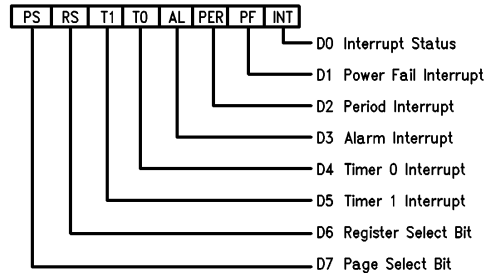 PS RS T1 T0 AL PER PF INT
D0 Interrupt Status
D1 Power Fail Interrupt
D2 Period Interrupt
D3 Alarm Interrupt
D4 Timer 0 Interrupt
D5 Timer 1 Interrupt
D6 Register Select Bit
D7 Page Select Bit